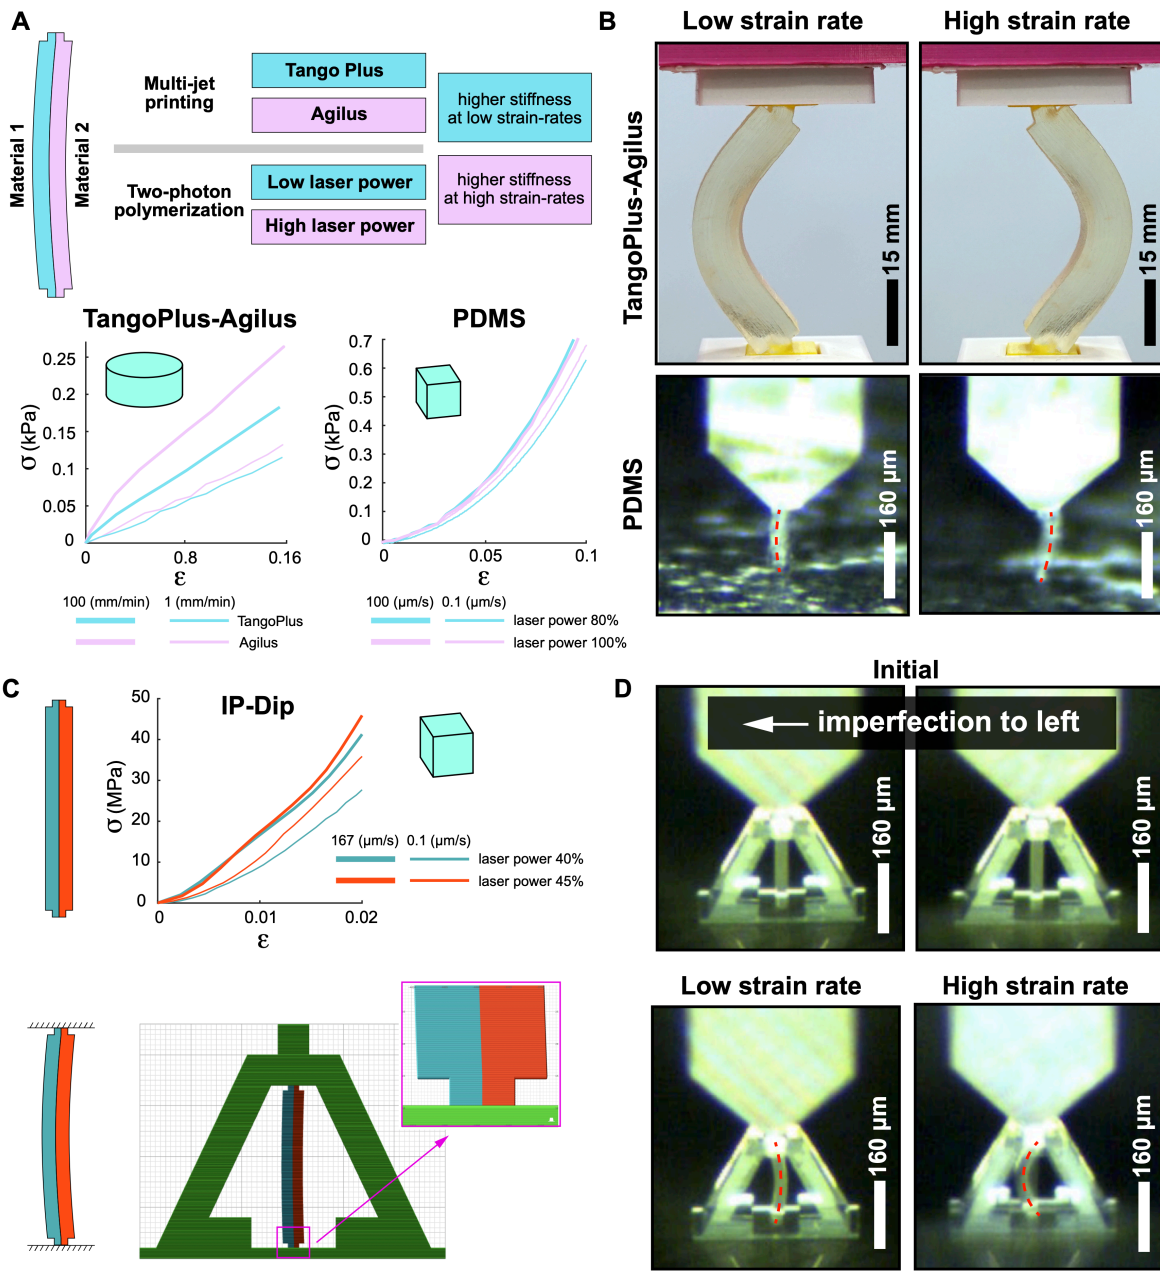 A
Material 1
Material 2
Multi-jet
printing
Tango Plus
Agilus
higher stiffness
at low strain-rates
Two-photon
polymerization
Low laser power
High laser power
higher stiffness
at high strain-rates
TangoPlus-Agilus
σ (kPa)
0.25
0.2
0.15
0.1
0.05
0
0
0.8
0.16
ε
100 (mm/min)
1 (mm/min)
TangoPlus
Agilus
PDMS
σ (kPa)
0.7
0.6
0.5
0.4
0.3
0.2
0.1
0
0
0.05
0.1
ε
100 (µm/s)
0.1 (µm/s)
laser power 80%
laser power 100%
B
Low strain rate
High strain rate
TangoPlus-Agilus
15 mm
15 mm
PDMS
160 µm
160 µm
C
IP-Dip
σ (MPa)
50
40
30
20
10
0
0
0.01
0.02
ε
167 (µm/s)
0.1 (µm/s)
laser power 40%
laser power 45%
D
Initial
imperfection to left
160 µm
160 µm
Low strain rate
High strain rate
160 µm
160 µm